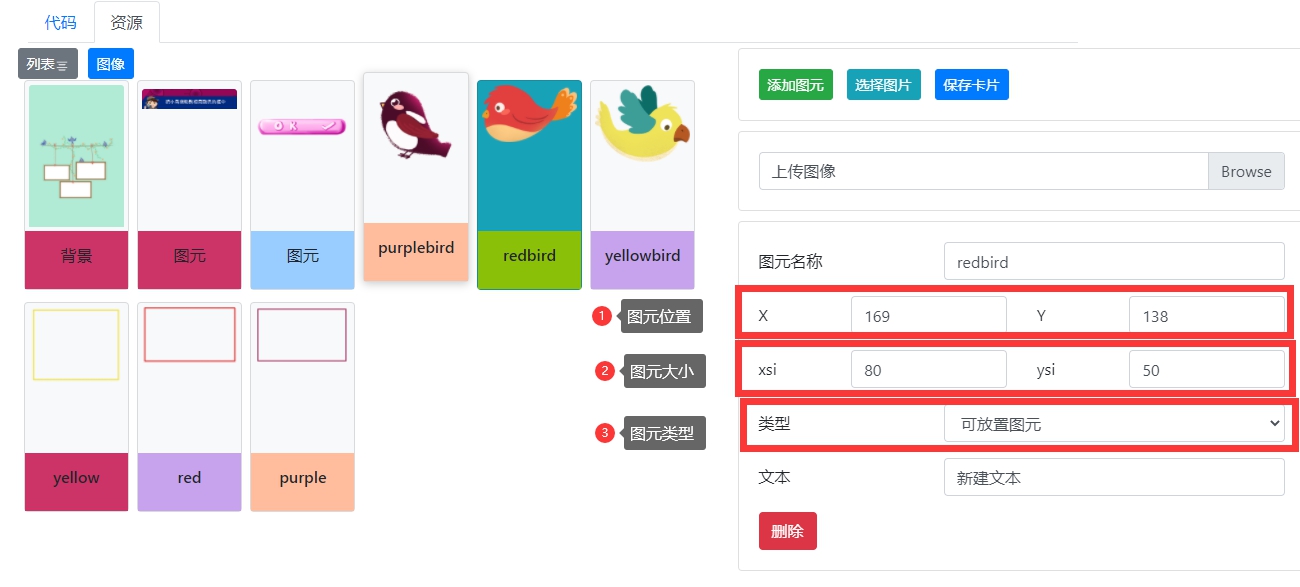 代码 资源
列表 图像
添加图元 选择图片 保存卡片
上传图像 Browse
背景 图元 图元 purplebird redbird yellowbird
图元名称 redbird
1 图元位置 X 169 Y 138
2 图元大小 xsi 80 ysi 50
3 图元类型 类型 可放置图元
yellow red purple
文本 新建文本
删除